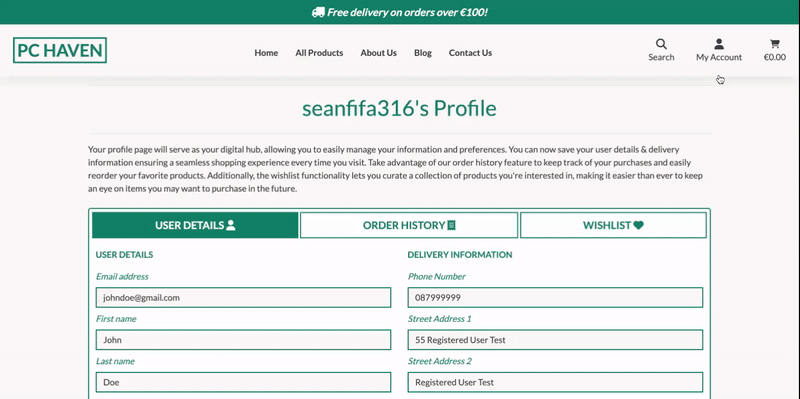 Free delivery on orders over €100!
PC HAVEN
Home
All Products
About Us
Blog
Contact Us
Search
My Account
€0.00
seanfifa316's Profile
Your profile page will serve as your digital hub, allowing you to easily manage your information and preferences. You can now save your user details & delivery
information ensuring a seamless shopping experience every time you visit. Take advantage of our order history feature to keep track of your purchases and easily
reorder your favorite products. Additionally, the wishlist functionality lets you curate a collection of products you're interested in, making it easier than ever to keep
an eye on items you may want to purchase in the future.
USER DETAILS
ORDER HISTORY
WISHLIST
USER DETAILS
DELIVERY INFORMATION
Email address
Phone Number
johndoe@gmail.com
087999999
First name
Street Address 1
John
55 Registered User Test
Last name
Street Address 2
Doe
Registered User Test